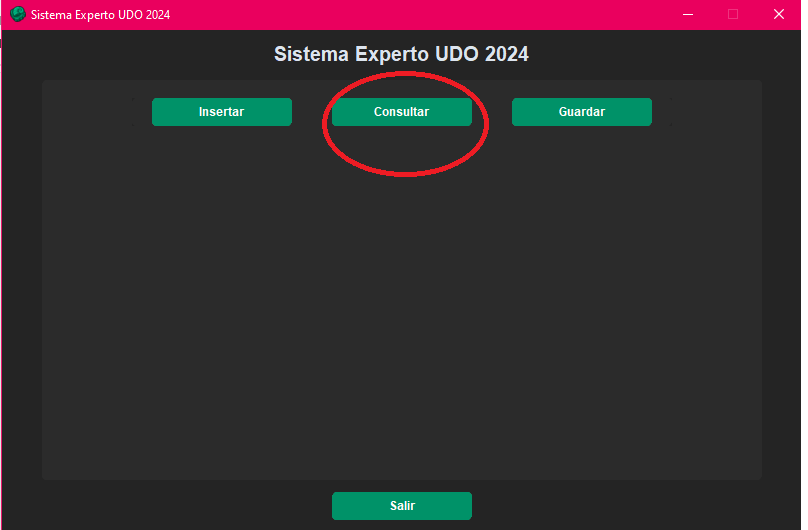 Sistema Experto UDO 2024
Sistema Experto UDO 2024
Insertar
Consultar
Guardar
Salir